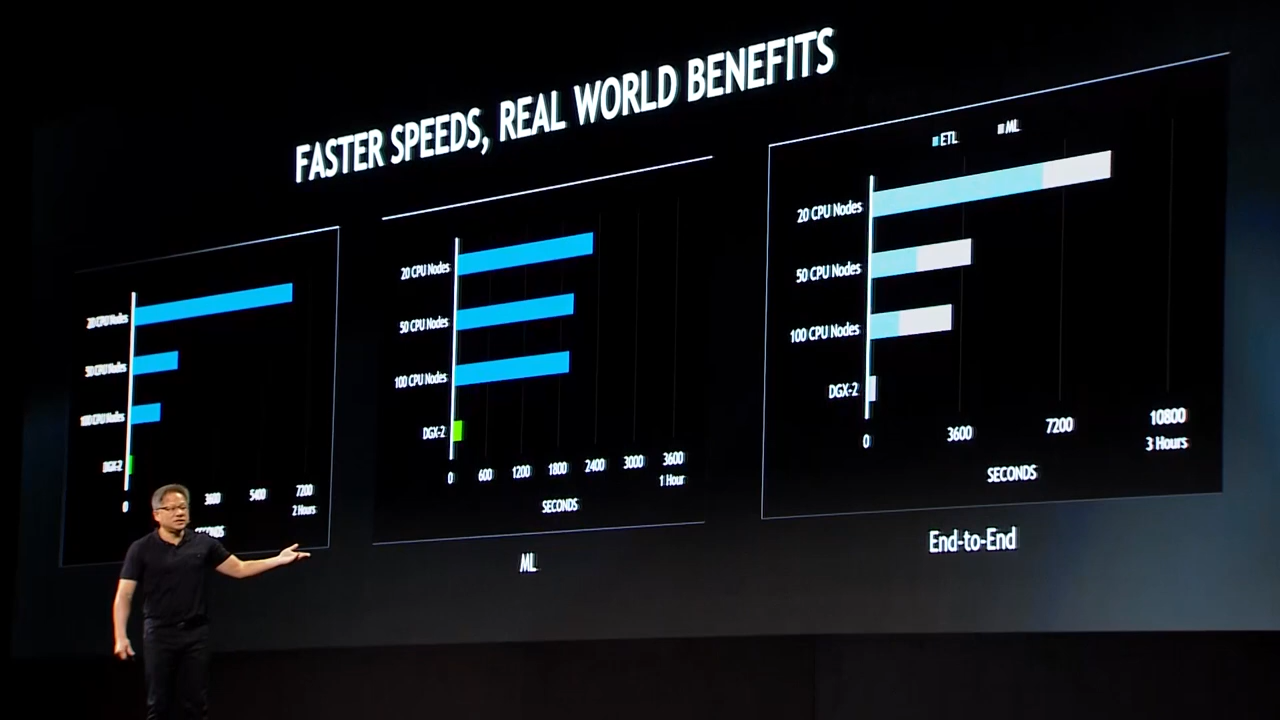 FASTER SPEEDS, REAL WORLD BENEFITS
20 CPU Nodes
50 CPU Nodes
100 CPU Nodes
DGX-2
0 3600 5400 7200
2 Hours
20 CPU Nodes
50 CPU Nodes
100 CPU Nodes
DGX-2
0 600 1200 1800 2400 3000 3600
1 Hour
SECONDS
ML
ETL ML
20 CPU Nodes
50 CPU Nodes
100 CPU Nodes
DGX-2
0 3600 7200 10800
3 Hours
SECONDS
End-to-End